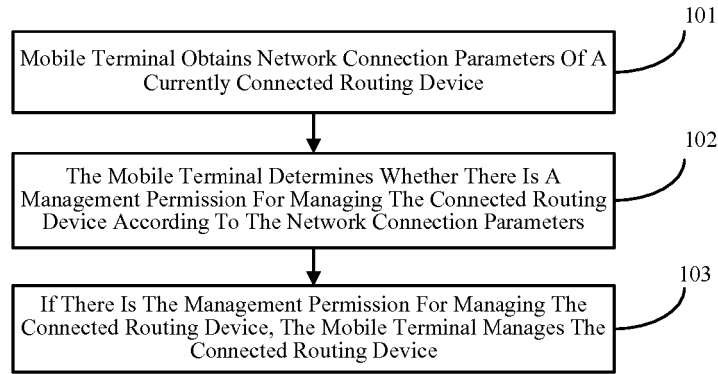 101
Mobile Terminal Obtains Network Connection Parameters Of A
Currently Connected Routing Device
102
The Mobile Terminal Determines Whether There Is A
Management Permission For Managing The Connected Routing
Device According To The Network Connection Parameters
103
If There Is The Management Permission For Managing The
Connected Routing Device, The Mobile Terminal Manages The
Connected Routing Device